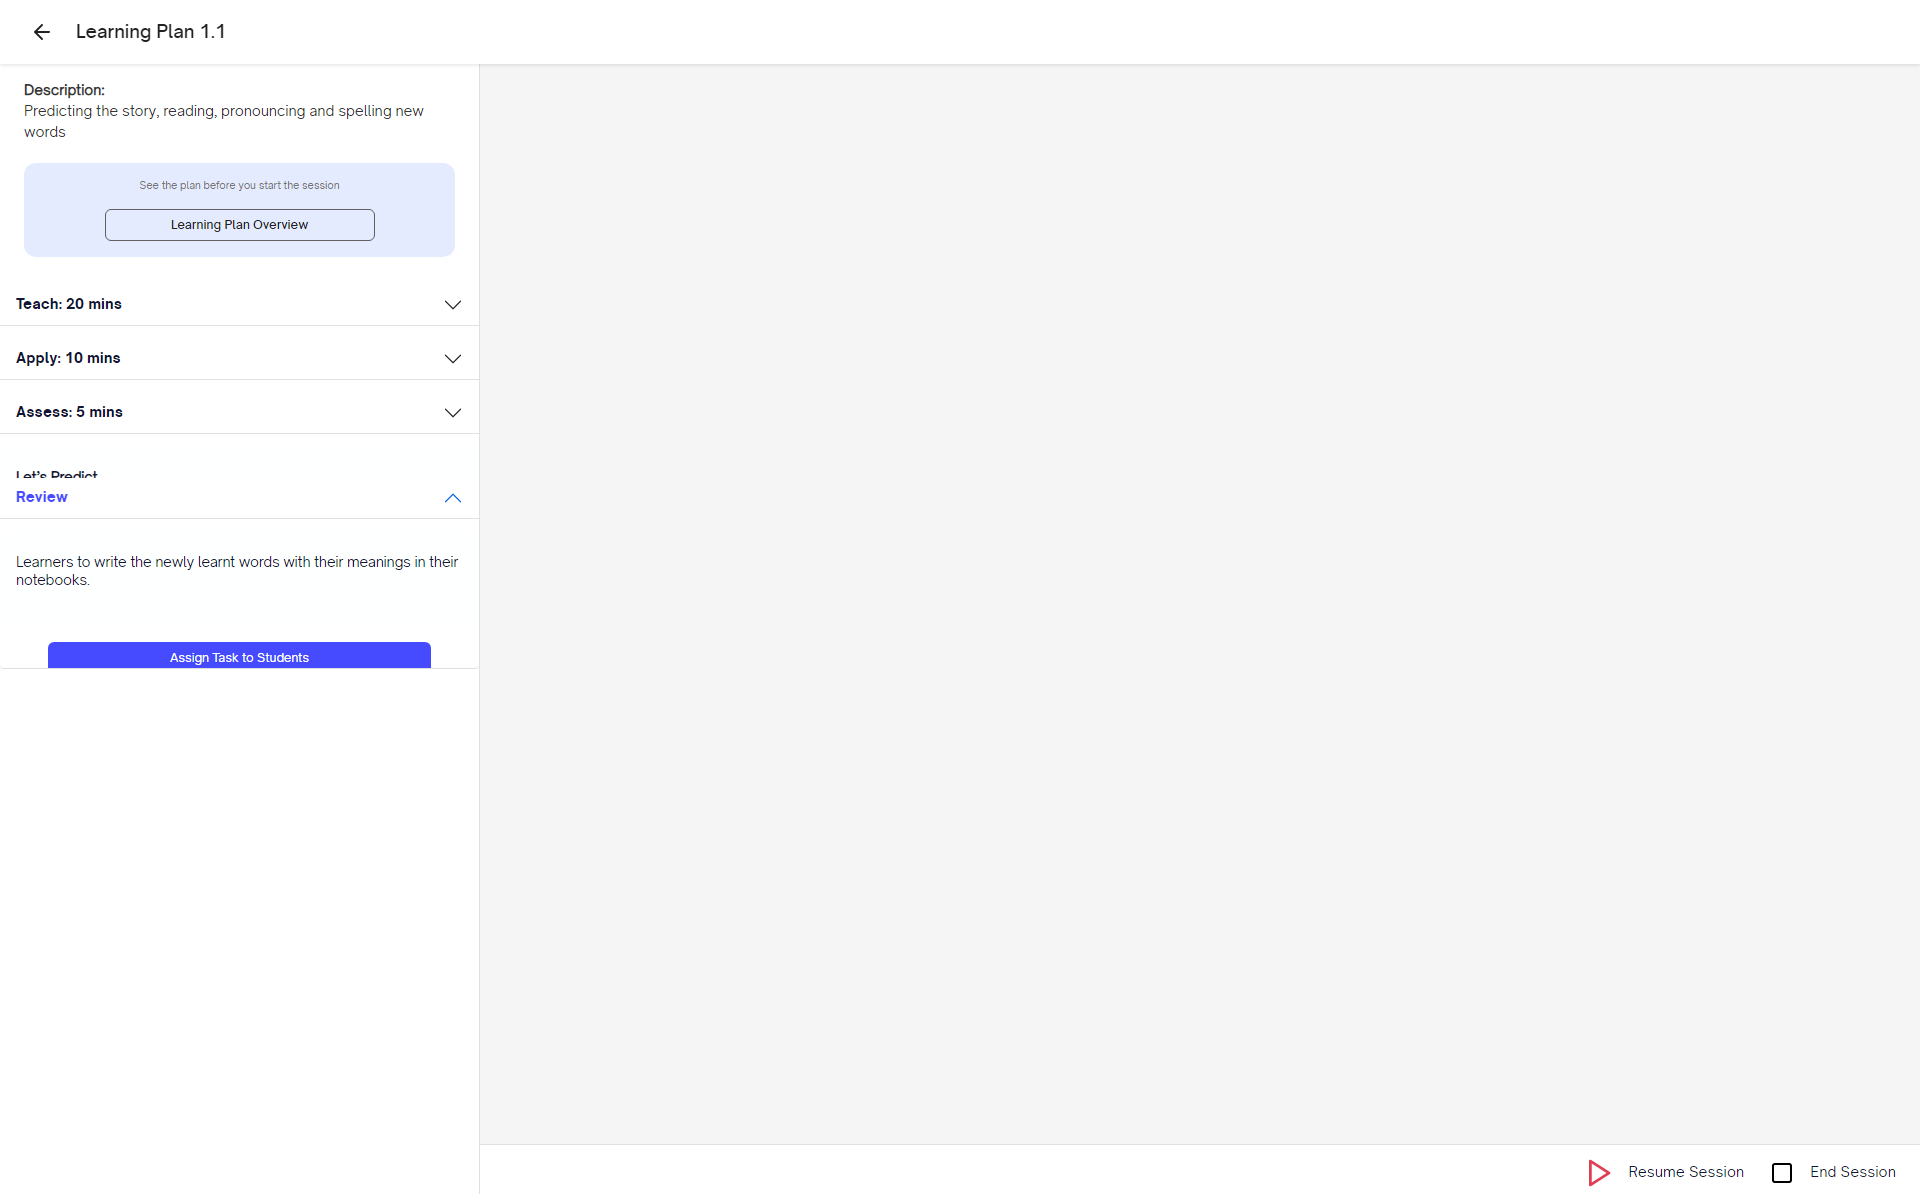 Learning Plan 1.1
Description:
Predicting the story, reading, pronouncing and spelling new
words
See the plan before you start the session
Learning Plan Overview
Teach: 20 mins
Apply: 10 mins
Assess: 5 mins
Let's Predict
Review
Learners to write the newly learnt words with their meanings in their
notebooks.
Assign Task to Students
Resume Session
End Session